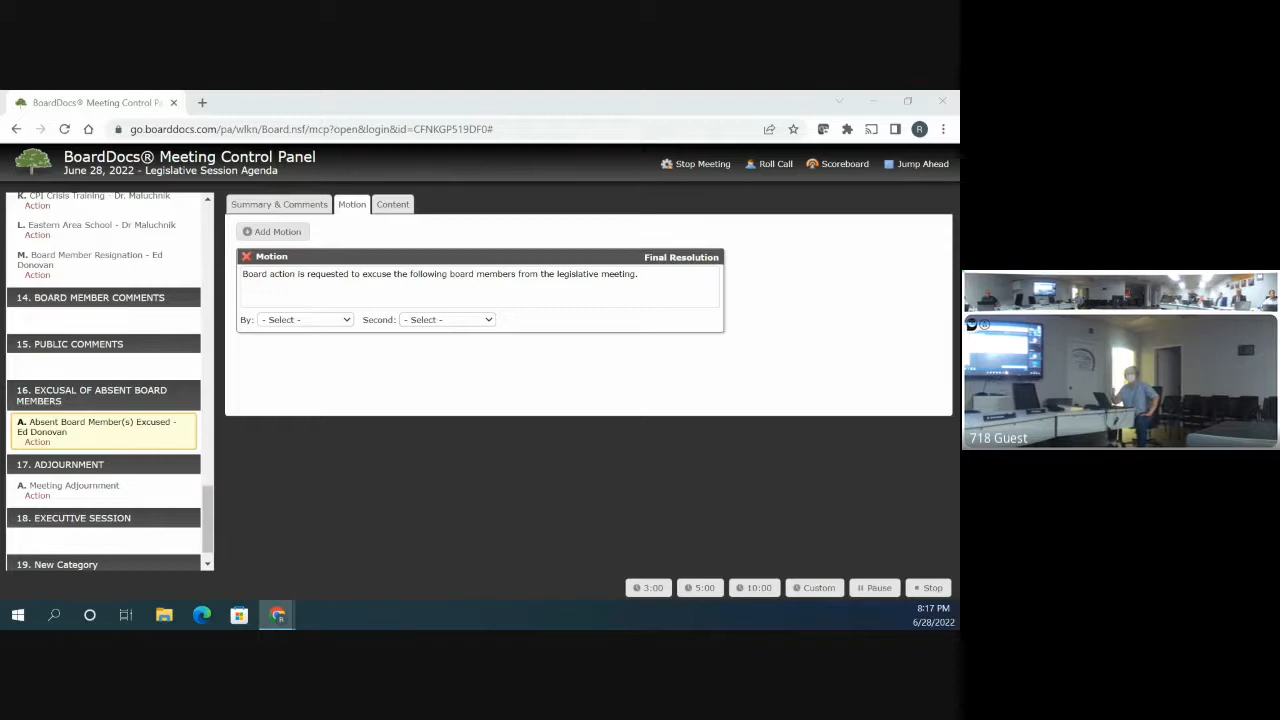 BoardDocs® Meeting Control Pa
go.boarddocs.com/pa/wlkn/Board.nsf/mcp?open&login&id=CFNKGP519DF0#
R
BoardDocs® Meeting Control Panel
June 28, 2022 - Legislative Session Agenda
Stop Meeting
Roll Call
Scoreboard
Jump Ahead
K. CPI Crisis Training - Dr. Maluchnik
Action
L. Eastern Area School - Dr Maluchnik
Action
M. Board Member Resignation - Ed
Donovan
Action
14. BOARD MEMBER COMMENTS
15. PUBLIC COMMENTS
16. EXCUSAL OF ABSENT BOARD
MEMBERS
A. Absent Board Member(s) Excused -
Ed Donovan
Action
17. ADJOURNMENT
A. Meeting Adjournment
Action
18. EXECUTIVE SESSION
19. New Category
Summary & Comments
Motion
Content
Add Motion
Motion
Final Resolution
Board action is requested to excuse the following board members from the legislative meeting.
By: - Select - Second: - Select -
3:00
5:00
10:00
Custom
Pause
Stop
8:17 PM
6/28/2022
718 Guest